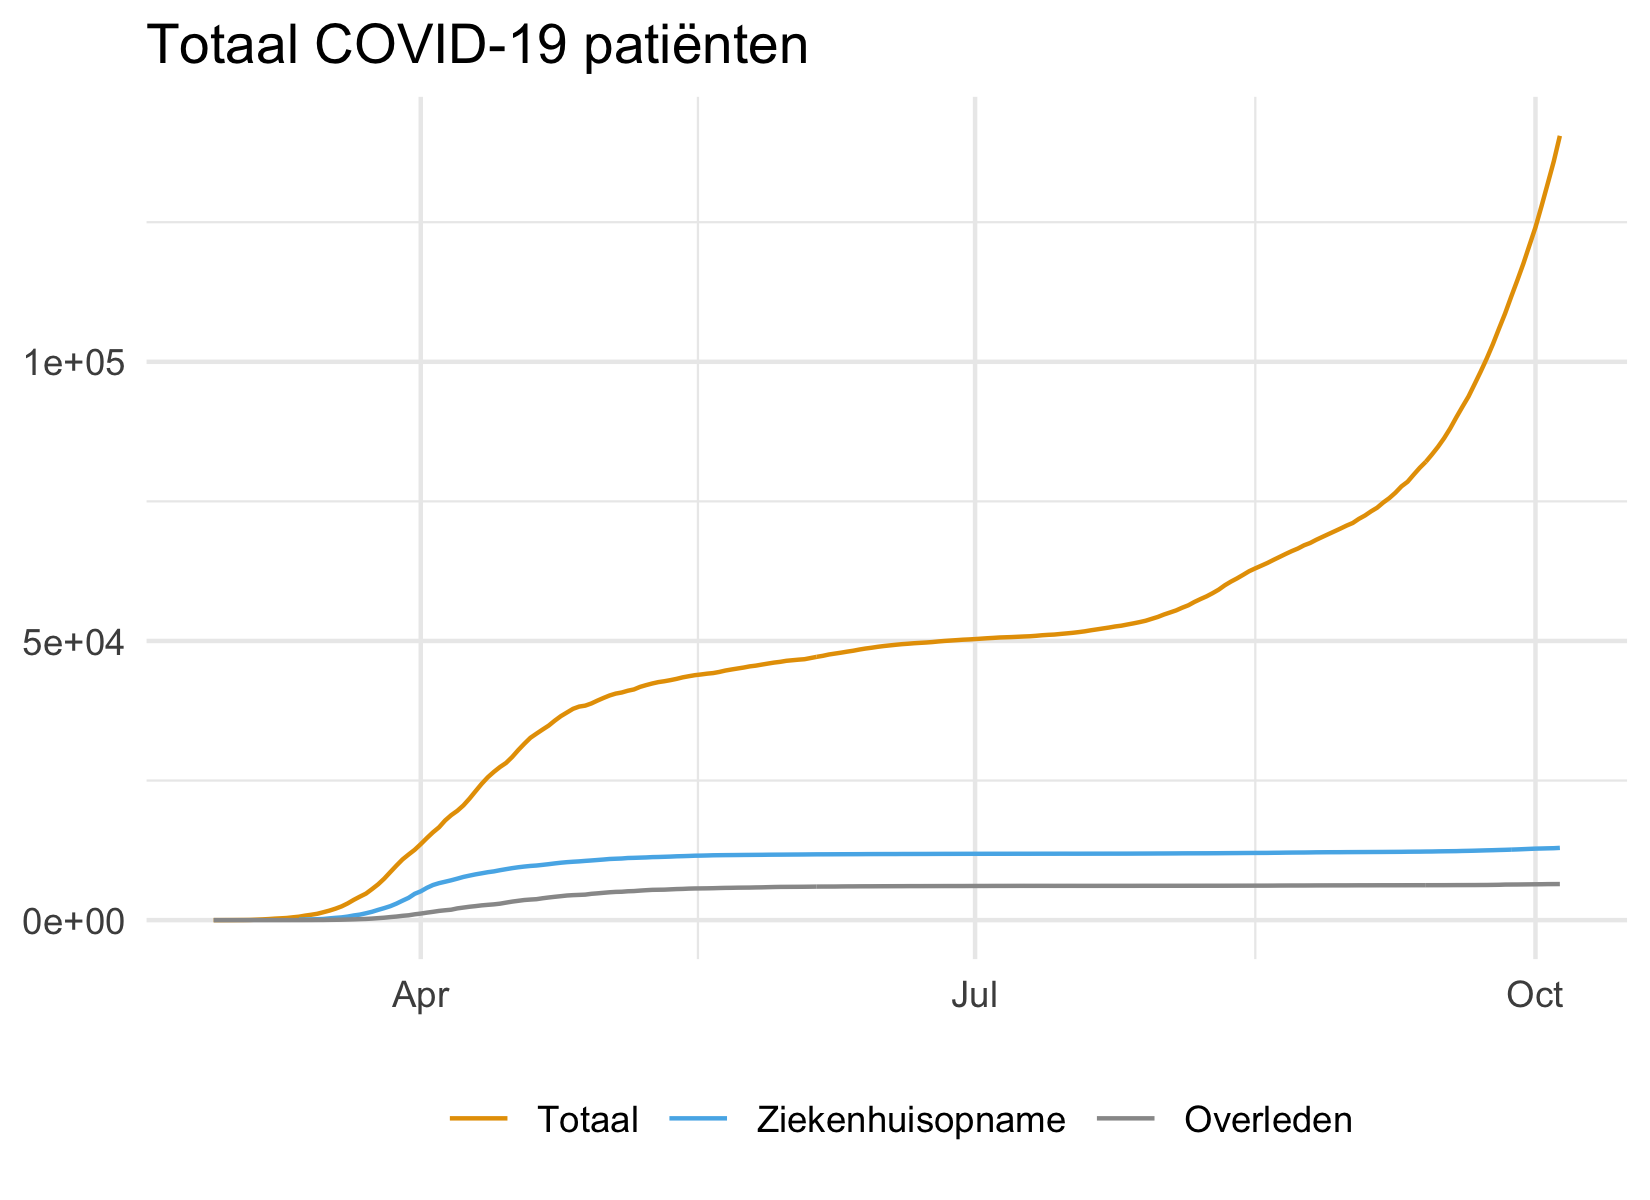 Totaal COVID-19 patiënten
1e+05
5e+04
0e+00
Apr Jul Oct
Totaal Ziekenhuisopname Overleden